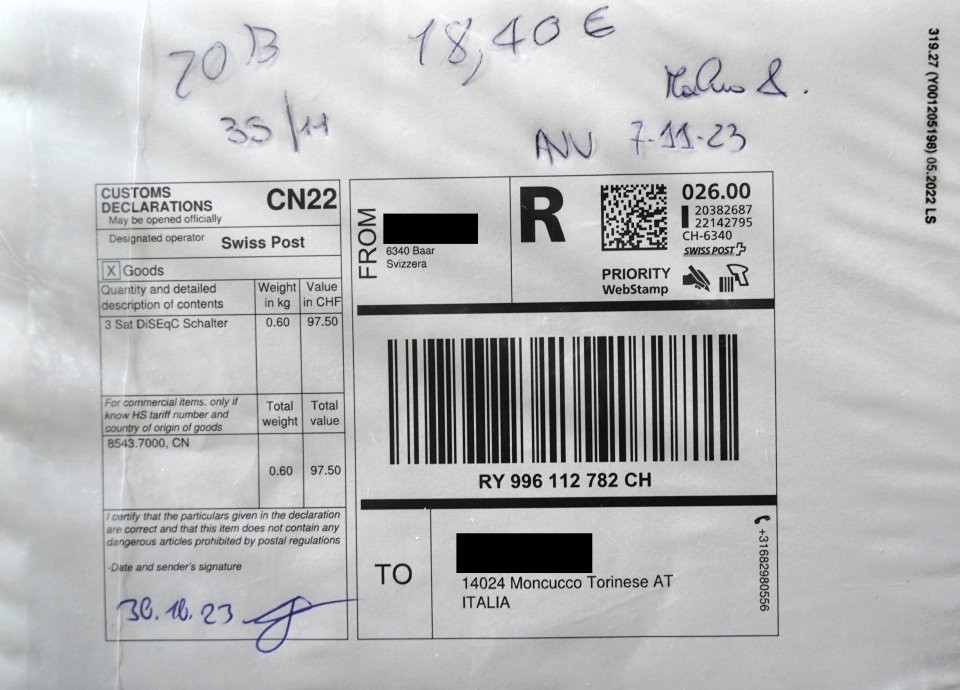 20 B
18,40 €
35/11
ANV 7-11-23
319.27 (Y001205198) 05.2022 LS
CUSTOMS
DECLARATIONS
CN22
May be opened officially
Designated operator Swiss Post
X Goods
Quantity and detailed
description of contents
Weight
in kg
Value
in CHF
3 Sat DiSEqC Schalter 0.60 97.50
For commercial items, only if
know HS tariff number and
country of origin of goods
Total
weight
Total
value
8543.7000, CN
0.60 97.50
I certify that the particulars given in the declaration
are correct and that this item does not contain any
dangerous articles prohibited by postal regulations
-Date and sender's signature
30.10.23
FROM
6340 Baar
Svizzera
R
026.00
20382687
22142795
CH-6340
SWISS POST
PRIORITY
WebStamp
RY 996 112 782 CH
TO
14024 Moncucco Torinese AT
ITALIA
+31682980556